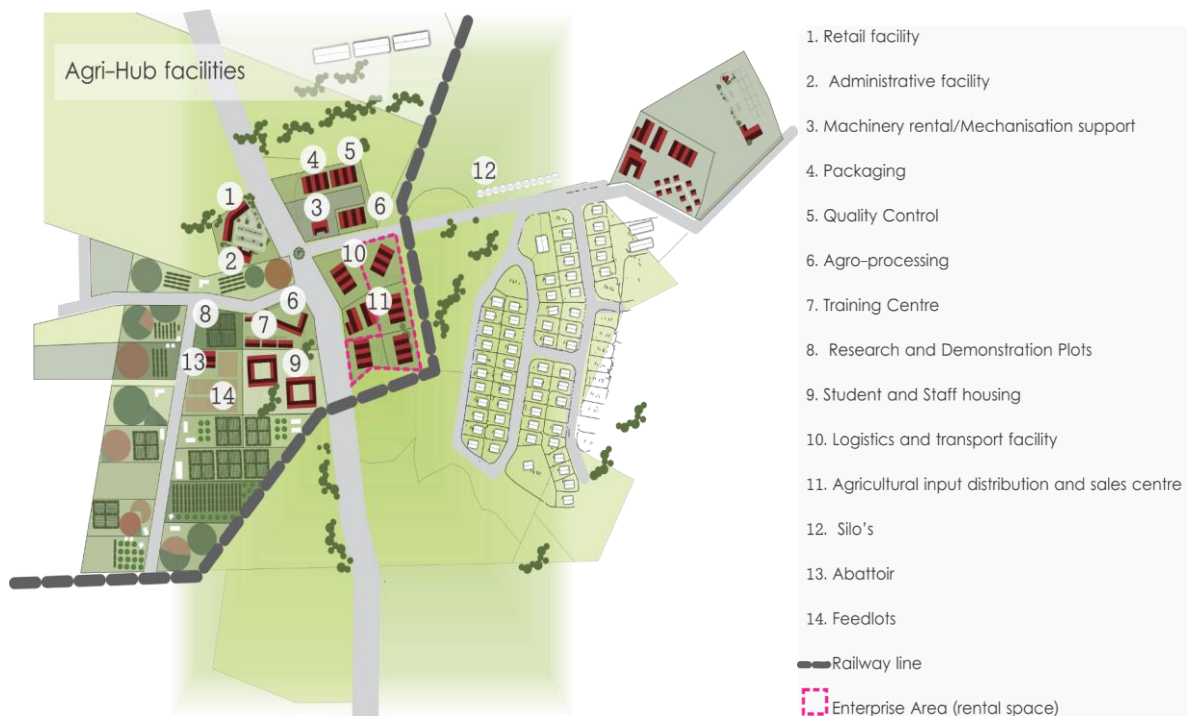 Agri-Hub facilities
1
2
3
4
5
6
12
10
11
6
7
8
9
13
14
1. Retail facility
2. Administrative facility
3. Machinery rental/Mechanisation support
4. Packaging
5. Quality Control
6. Agro-processing
7. Training Centre
8. Research and Demonstration Plots
9. Student and Staff housing
10. Logistics and transport facility
11. Agricultural input distribution and sales centre
12. Silo's
13. Abattoir
14. Feedlots
Railway line
Enterprise Area (rental space)